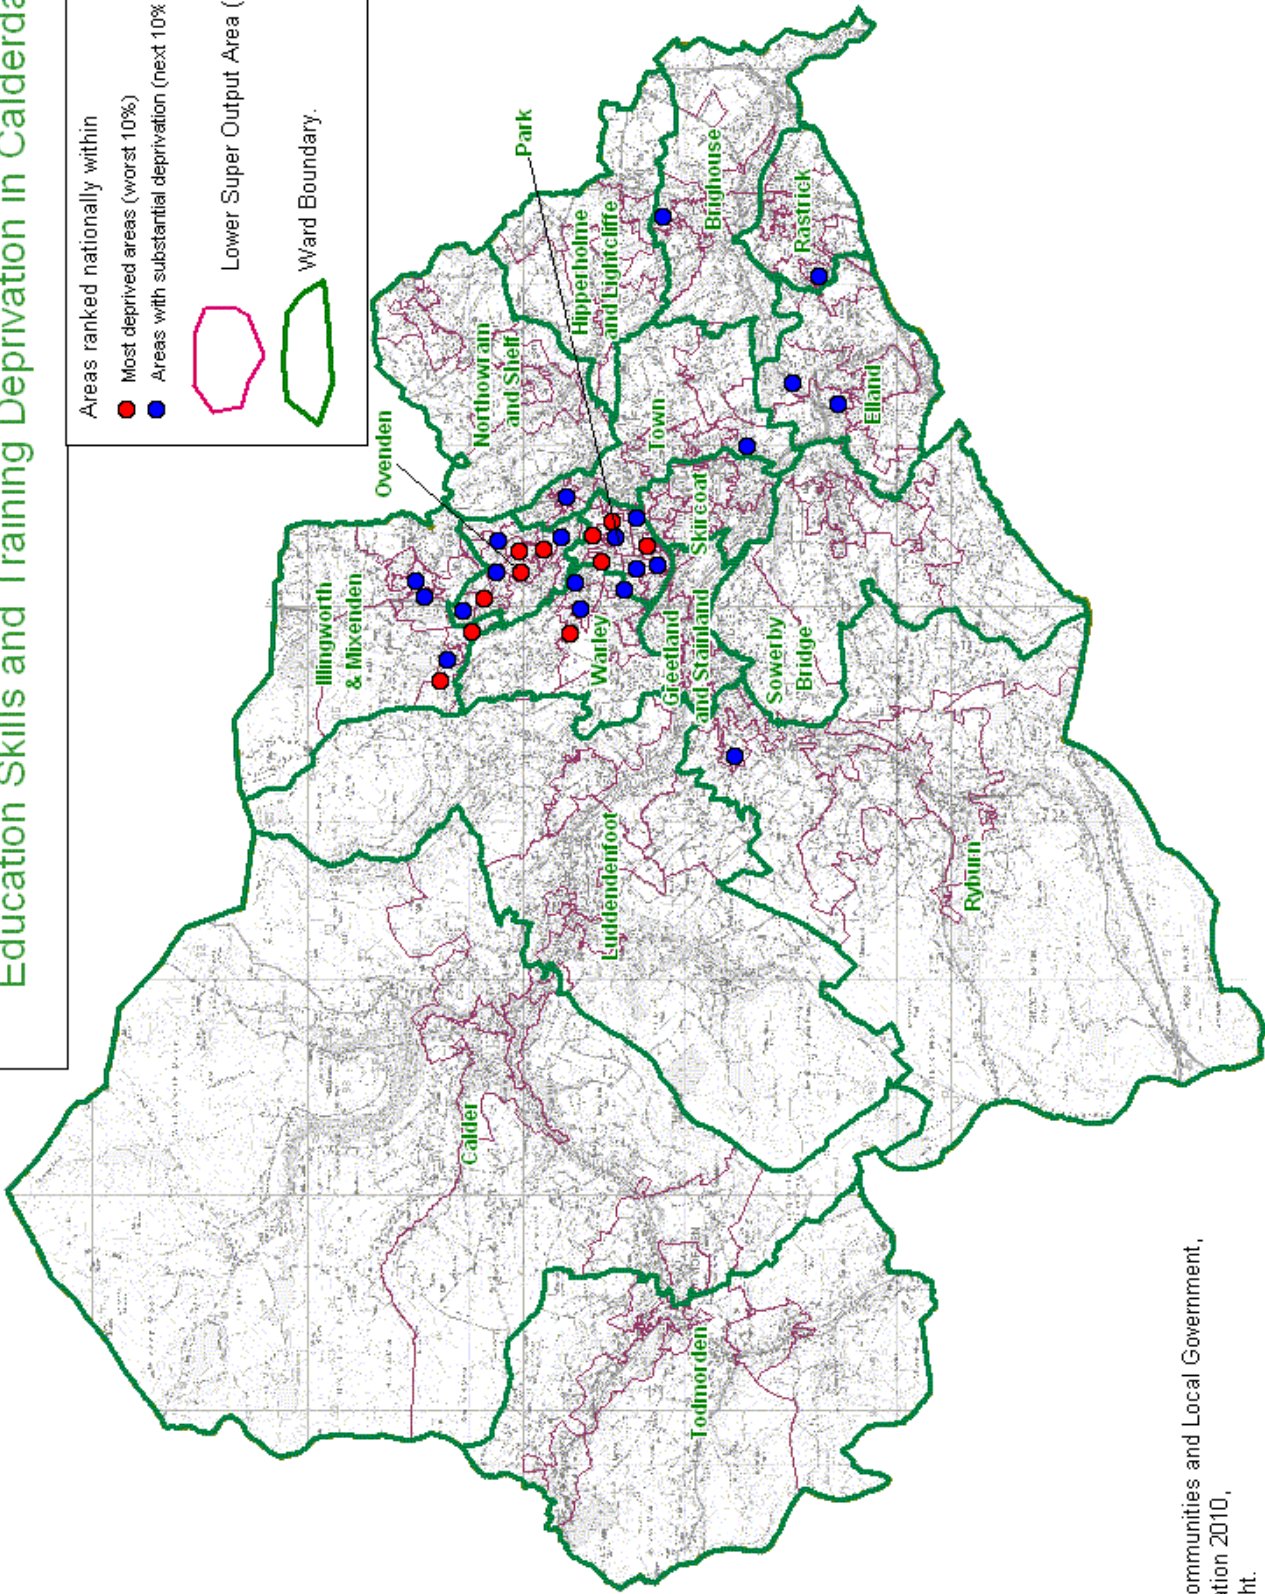 Education Skills and Training Deprivation in Calderda
Areas ranked nationally within
Most deprived areas (worst 10%)
Areas with substantial deprivation (next 10%
Lower Super Output Area (
Ward Boundary.
Illingworth
& Mixenden
Ovenden
Northowram
and Shelf
Park
Hipperholme
and Lightcliffe
Brighouse
Rastrick
Town
Elland
Skircoat
Warley
Greetland
and Stainland
Sowerby
Bridge
Luddendenfoot
Ryburn
Calder
Todmorden
ommunities and Local Government,
ation 2010,
ht.